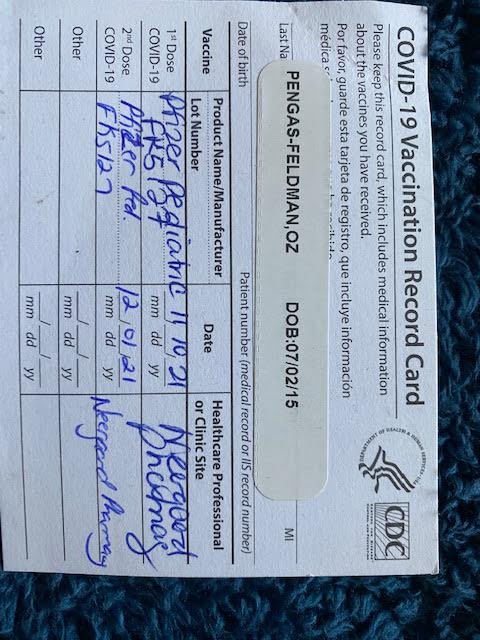 COVID-19 Vaccination Record Card
Please keep this record card, which includes medical information
about the vaccines you have received.
Por favor, guarde esta tarjeta de registro, que incluye información
médica
CDC
Last Na
MI
PENGAS-FELDMAN,OZ DOB:07/02/15
Date of birth
Patient number (medical record or IIS record number)
Vaccine
Product Name/Manufacturer
Lot Number
Date
Healthcare Professional
or Clinic Site
1st Dose
COVID-19
Pfizer Pediatric
FK5127
11 10 21
mm dd yy
Neergaard
Pharmacy
2nd Dose
COVID-19
Pfizer Ped.
FK5127
12/01/21
mm dd yy
Neergaard Pharmacy
Other
mm dd yy
Other
mm dd yy